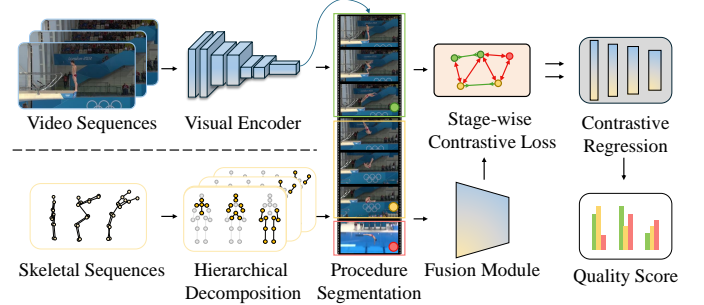 Video Sequences
Visual Encoder
Stage-wise
Contrastive Loss
Contrastive
Regression
Skeletal Sequences
Hierarchical
Decomposition
Procedure
Segmentation
Fusion Module
Quality Score